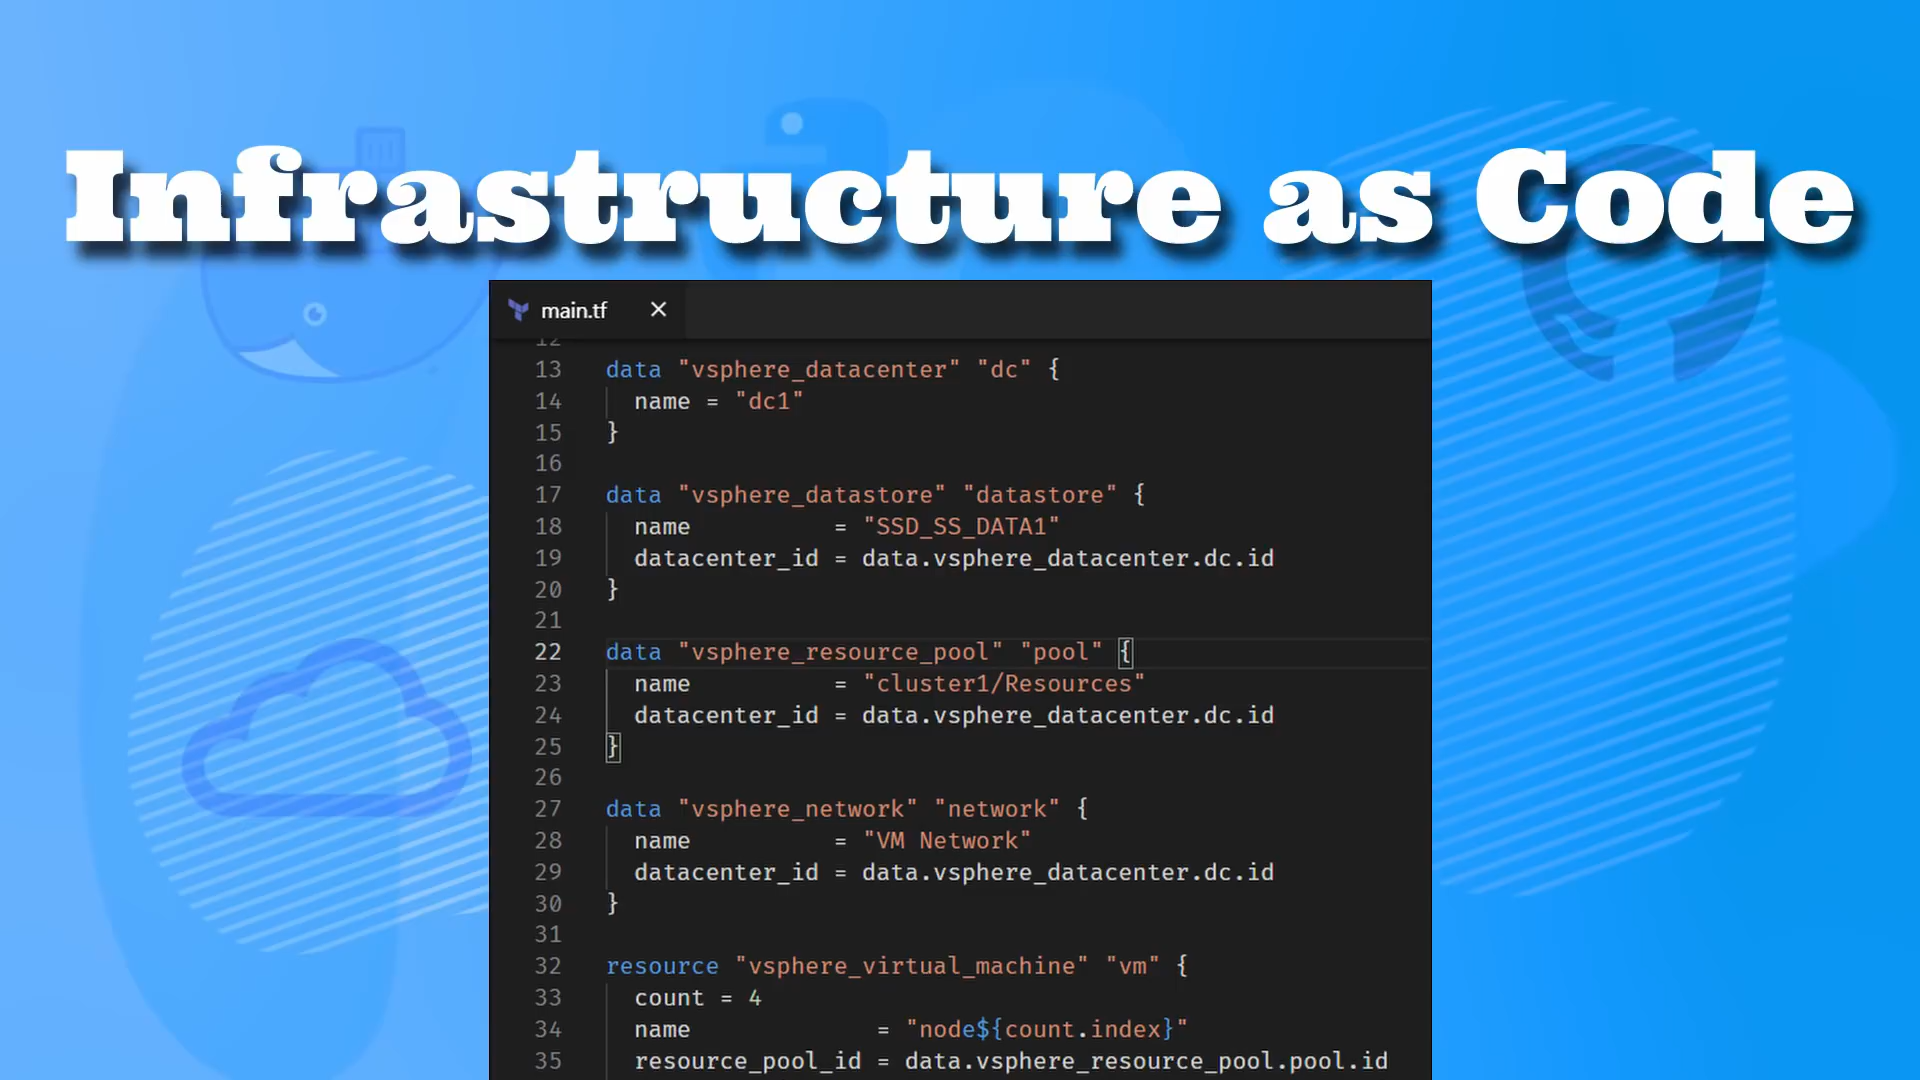 Infrastructure as Code
main.tf
12
13 data "vsphere_datacenter" "dc" {
14 name = "dc1"
15 }
16
17 data "vsphere_datastore" "datastore" {
18 name = "SSD_SS_DATA1"
19 datacenter_id = data.vsphere_datacenter.dc.id
20 }
21
22 data "vsphere_resource_pool" "pool" {
23 name = "cluster1/Resources"
24 datacenter_id = data.vsphere_datacenter.dc.id
25 }
26
27 data "vsphere_network" "network" {
28 name = "VM Network"
29 datacenter_id = data.vsphere_datacenter.dc.id
30 }
31
32 resource "vsphere_virtual_machine" "vm" {
33 count = 4
34 name = "node${count.index}"
35 resource_pool_id = data.vsphere_resource_pool.pool.id